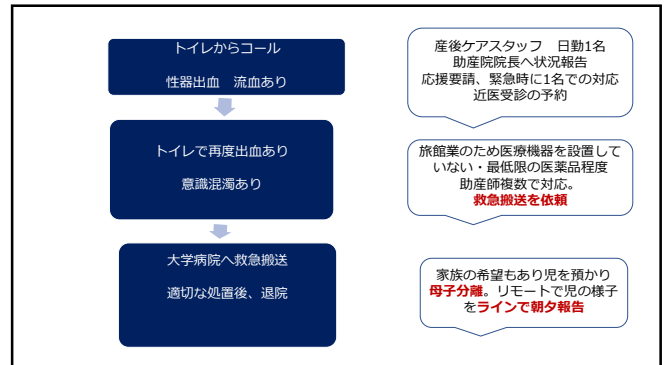 トイレからコール
性器出血　流血あり
産後ケアスタッフ　日勤1名
助産院院長へ状況報告
応援要請、緊急時に1名での対応
近医受診の予約
トイレで再度出血あり
意識混濁あり
旅館業のため医療機器を設置して
いない・最低限の医薬品程度
助産師複数で対応。
救急搬送を依頼
大学病院へ救急搬送
適切な処置後、退院
家族の希望もあり児を預かり
母子分離。リモートで児の様子
をラインで朝夕報告